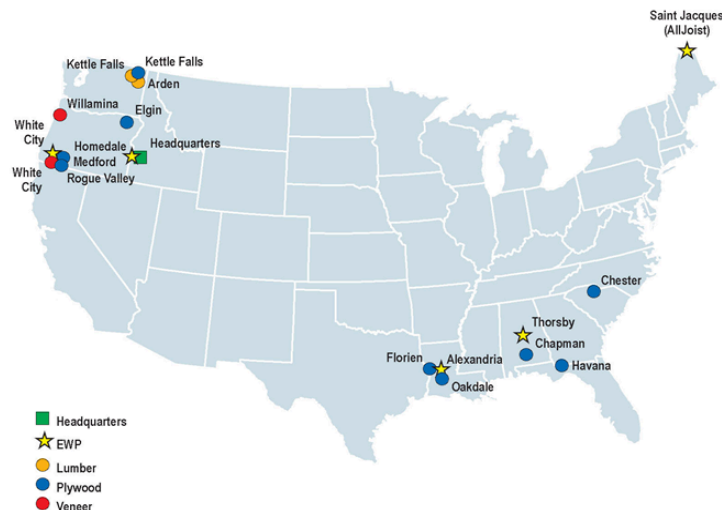 Saint Jacques
(AllJoist)
Kettle Falls
Kettle Falls
Arden
Willamina
Elgin
White
City
Homedale
Headquarters
Medford
White
City
Rogue Valley
Chester
Thorsby
Chapman
Florien
Alexandria
Havana
Oakdale
Headquarters
EWP
Lumber
Plywood
Veneer